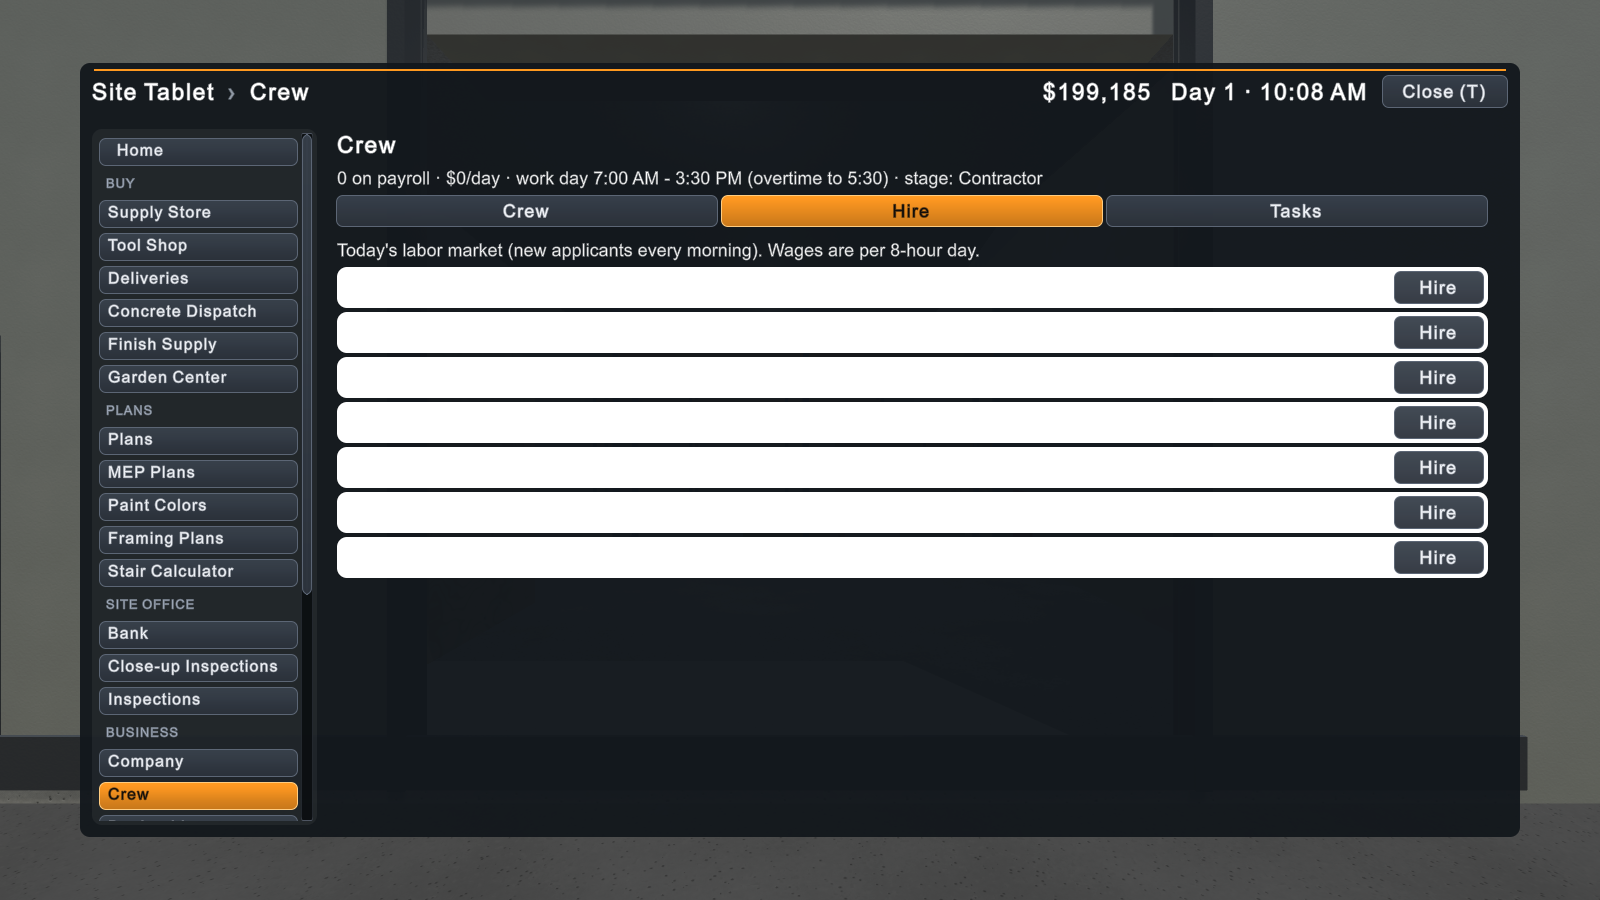 Site Tablet › Crew
$199,185 Day 1 · 10:08 AM Close (T)
Home
BUY
Supply Store
Tool Shop
Deliveries
Concrete Dispatch
Finish Supply
Garden Center
PLANS
Plans
MEP Plans
Paint Colors
Framing Plans
Stair Calculator
SITE OFFICE
Bank
Close-up Inspections
Inspections
BUSINESS
Company
Crew
Crew
0 on payroll · $0/day · work day 7:00 AM - 3:30 PM (overtime to 5:30) · stage: Contractor
Crew Hire Tasks
Today's labor market (new applicants every morning). Wages are per 8-hour day.
Hire
Hire
Hire
Hire
Hire
Hire
Hire